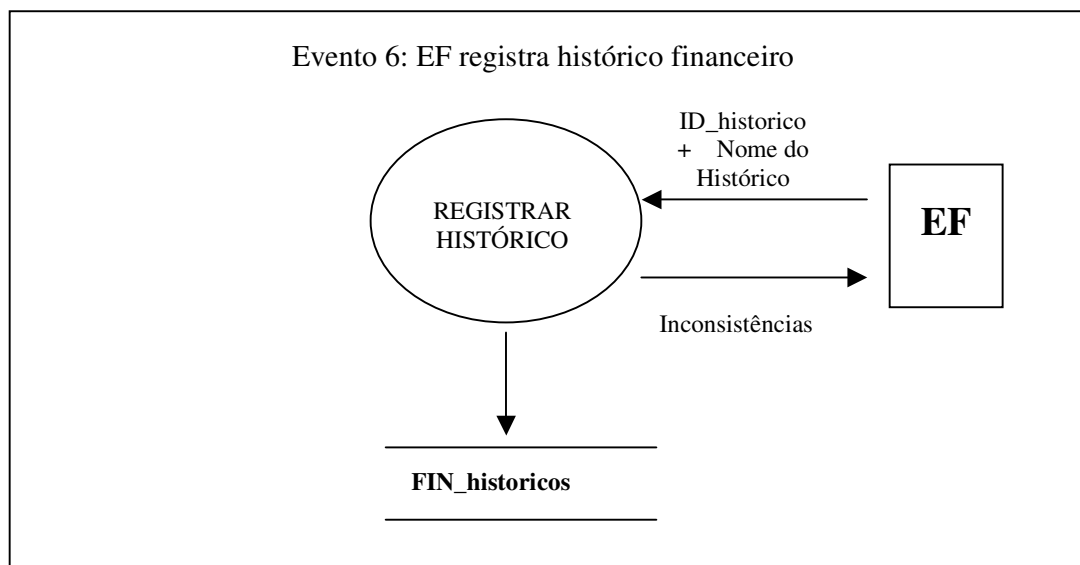 Evento 6: EF registra histórico financeiro
ID_historico
+ Nome do
Histórico
REGISTRAR
HISTÓRICO
EF
Inconsistências
FIN_historicos